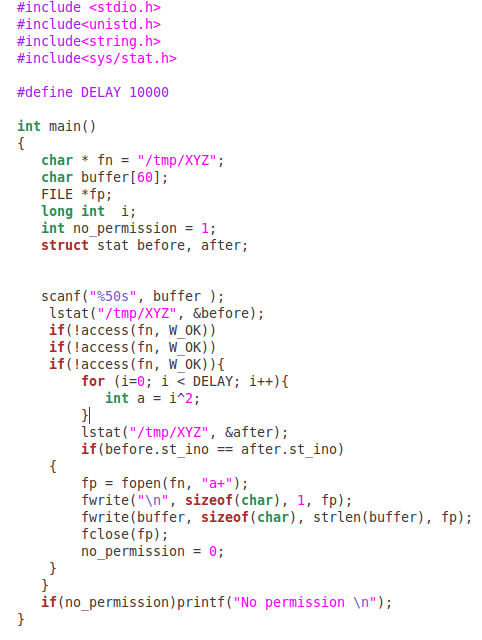 #include <stdio.h>
#include<unistd.h>
#include<string.h>
#include<sys/stat.h>

#define DELAY 10000

int main()
{
   char * fn = "/tmp/XYZ";
   char buffer[60];
   FILE *fp;
   long int  i;
   int no_permission = 1;
   struct stat before, after;


   scanf("%50s", buffer );
    lstat("/tmp/XYZ", &before);
    if(!access(fn, W_OK))
    if(!access(fn, W_OK))
    if(!access(fn, W_OK)){
        for (i=0; i < DELAY; i++){
           int a = i^2;
        }
        lstat("/tmp/XYZ", &after);
        if(before.st_ino == after.st_ino)
    {
        fp = fopen(fn, "a+");
        fwrite("\n", sizeof(char), 1, fp);
        fwrite(buffer, sizeof(char), strlen(buffer), fp);
        fclose(fp);
        no_permission = 0;
    }
   }
   if(no_permission)printf("No permission \n");
}